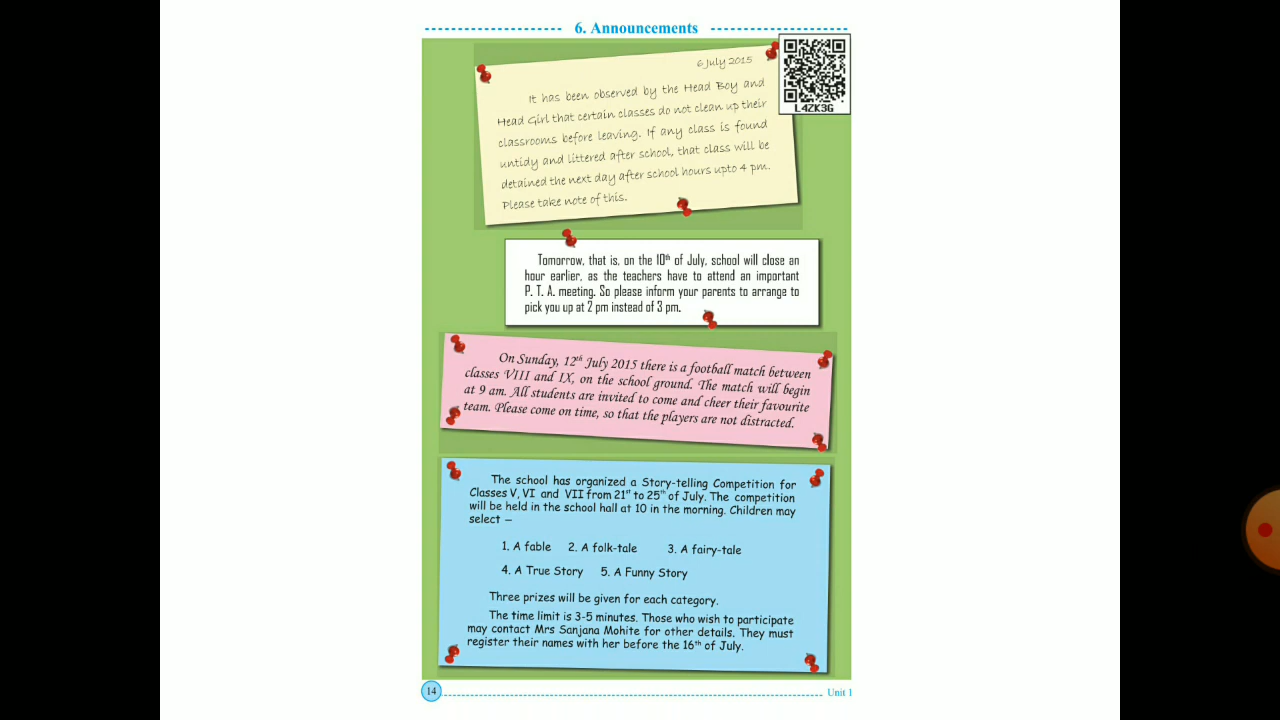 6. Announcements
6 July 2015
It has been observed by the Head Boy and
Head Girl that certain classes do not clean up their
classrooms before leaving. If any class is found
untidy and littered after school, that class will be
detained the next day after school hours upto 4 pm.
Please take note of this.
L4ZK3G
Tomorrow, that is, on the 10th of July, school will close an
hour earlier, as the teachers have to attend an important
P. T. A. meeting. So please inform your parents to arrange to
pick you up at 2 pm instead of 3 pm.
On Sunday, 12th July 2015 there is a football match between
classes VIII and IX, on the school ground. The match will begin
at 9 am. All students are invited to come and cheer their favourite
team. Please come on time, so that the players are not distracted.
The school has organized a Story-telling Competition for
Classes V, VI and VII from 21st to 25th of July. The competition
will be held in the school hall at 10 in the morning. Children may
select –
1. A fable 2. A folk-tale 3. A fairy-tale
4. A True Story 5. A Funny Story
Three prizes will be given for each category.
The time limit is 3-5 minutes. Those who wish to participate
may contact Mrs Sanjana Mohite for other details. They must
register their names with her before the 16th of July.
14
Unit 1